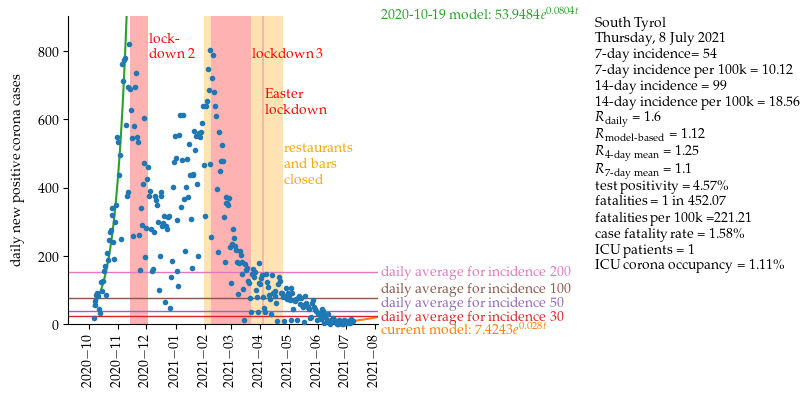 2020-10-19 model: 53.9484e^0.0804t
lock-
down 2
lockdown3
Easter
lockdown
restaurants
and bars
closed
daily new positive corona cases
800
600
400
200
0
daily average for incidence 200
daily average for incidence 100
daily average for incidence 50
daily average for incidence 30
current model: 7.4243e^0.028t
2020−10
2020−11
2020−12
2021−01
2021−02
2021−03
2021−04
2021−05
2021−06
2021−07
2021−08
South Tyrol
Thursday, 8 July 2021
7-day incidence= 54
7-day incidence per 100k = 10.12
14-day incidence = 99
14-day incidence per 100k = 18.56
R_daily = 1.6
R_model-based = 1.12
R_4-day mean = 1.25
R_7-day mean = 1.1
test positivity = 4.57%
fatalities = 1 in 452.07
fatalities per 100k =221.21
case fatality rate = 1.58%
ICU patients = 1
ICU corona occupancy = 1.11%